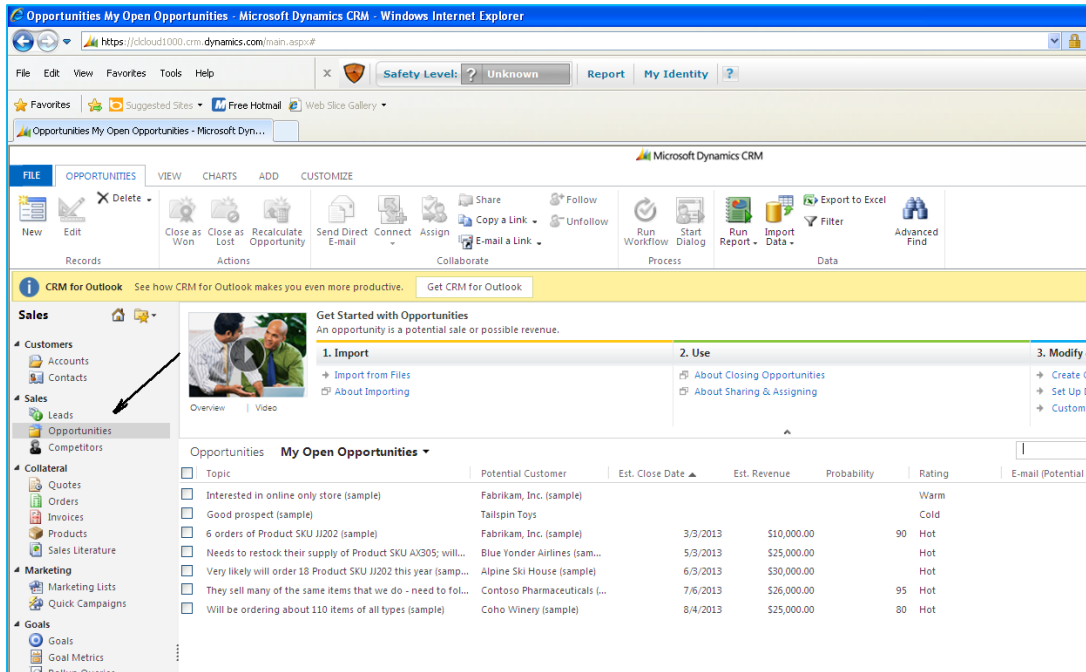 Opportunities My Open Opportunities - Microsoft Dynamics CRM - Windows Internet Explorer
https://clcloud1000.crm.dynamics.com/main.aspx#
File Edit View Favorites Tools Help x Safety Level: ? Unknown Report My Identity ?
Favorites Suggested Sites Free Hotmail Web Slice Gallery
Opportunities My Open Opportunities - Microsoft Dyn...
Microsoft Dynamics CRM
FILE OPPORTUNITIES VIEW CHARTS ADD CUSTOMIZE
New Edit Delete
Records
Close as Won Close as Lost Recalculate Opportunity
Actions
Send Direct E-mail Connect Assign Share Copy a Link E-mail a Link Follow Unfollow
Collaborate
Run Workflow Start Dialog
Process
Run Report Import Data Export to Excel Filter Advanced Find
Data
CRM for Outlook See how CRM for Outlook makes you even more productive. Get CRM for Outlook
Sales
Customers
Accounts
Contacts
Sales
Leads
Opportunities
Competitors
Collateral
Quotes
Orders
Invoices
Products
Sales Literature
Marketing
Marketing Lists
Quick Campaigns
Goals
Goals
Goal Metrics
Rollup Queries
Overview | Video
Get Started with Opportunities
An opportunity is a potential sale or possible revenue.
1. Import
Import from Files
About Importing
2. Use
About Closing Opportunities
About Sharing & Assigning
3. Modify
Create
Set Up
Custom
Opportunities My Open Opportunities
Topic Potential Customer Est. Close Date Est. Revenue Probability Rating E-mail (Potential
Interested in online only store (sample) Fabrikam, Inc. (sample) Warm
Good prospect (sample) Tailspin Toys Cold
6 orders of Product SKU JJ202 (sample) Fabrikam, Inc. (sample) 3/3/2013 $10,000.00 90 Hot
Needs to restock their supply of Product SKU AX305; will... Blue Yonder Airlines (sam... 5/3/2013 $25,000.00 Hot
Very likely will order 18 Product SKU JJ202 this year (samp... Alpine Ski House (sample) 6/3/2013 $30,000.00 Hot
They sell many of the same items that we do - need to fol... Contoso Pharmaceuticals (... 7/6/2013 $26,000.00 95 Hot
Will be ordering about 110 items of all types (sample) Coho Winery (sample) 8/4/2013 $25,000.00 80 Hot